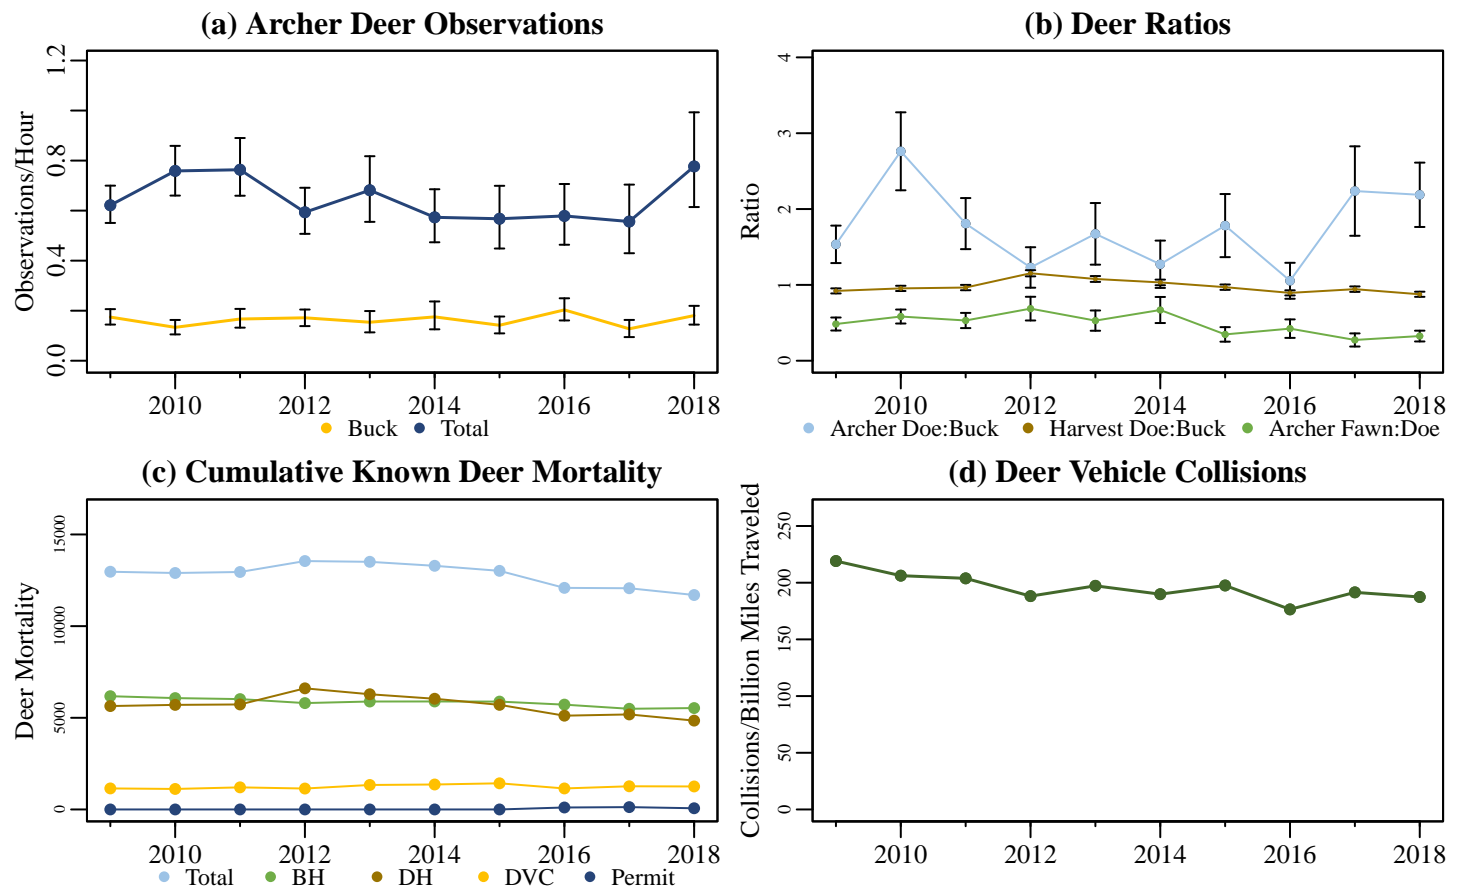 (a) Archer Deer Observations
Observations/Hour
0.0 0.4 0.8 1.2
2010 2012 2014 2016 2018
Buck Total
(b) Deer Ratios
Ratio
0 1 2 3 4
2010 2012 2014 2016 2018
Archer Doe:Buck Harvest Doe:Buck Archer Fawn:Doe
(c) Cumulative Known Deer Mortality
Deer Mortality
0 5000 10000 15000
2010 2012 2014 2016 2018
Total BH DH DVC Permit
(d) Deer Vehicle Collisions
Collisions/Billion Miles Traveled
0 50 100 150 200 250
2010 2012 2014 2016 2018